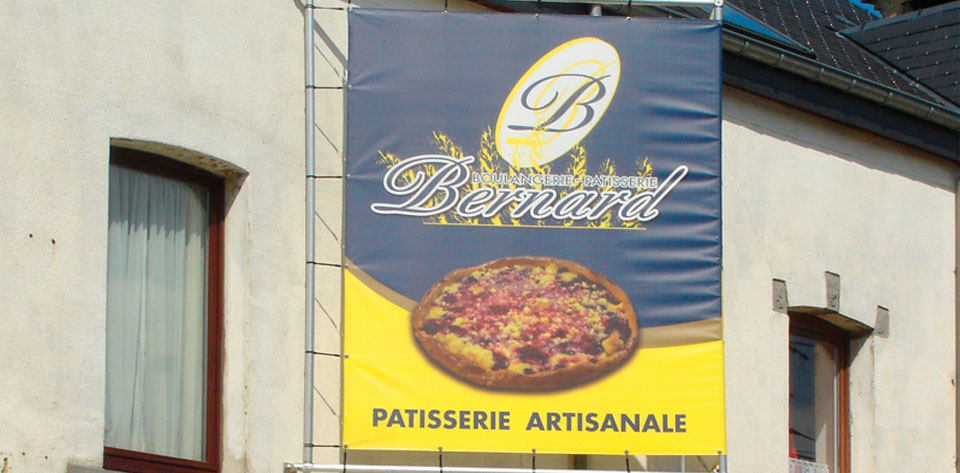 B
BOULANGERIE-PATISSERIE
Bernard
PATISSERIE ARTISANALE